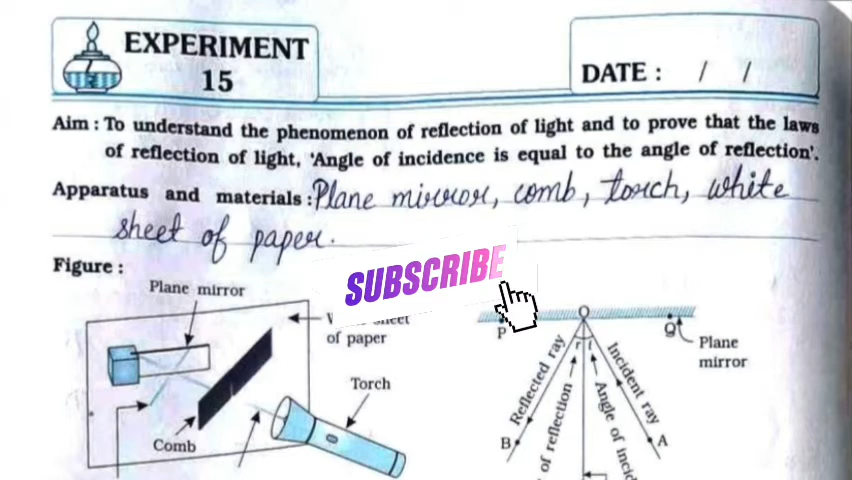 EXPERIMENT
15
DATE : / /
Aim : To understand the phenomenon of reflection of light and to prove that the laws
of reflection of light, 'Angle of incidence is equal to the angle of reflection'.
Apparatus and materials : Plane mirror, comb, torch, white
sheet of paper.
Figure :
SUBSCRIBE
Plane mirror
of paper
Torch
Comb
O
P
Q
Plane
mirror
r i
Reflected ray
of reflection
Angle of
Incident ray
B
A